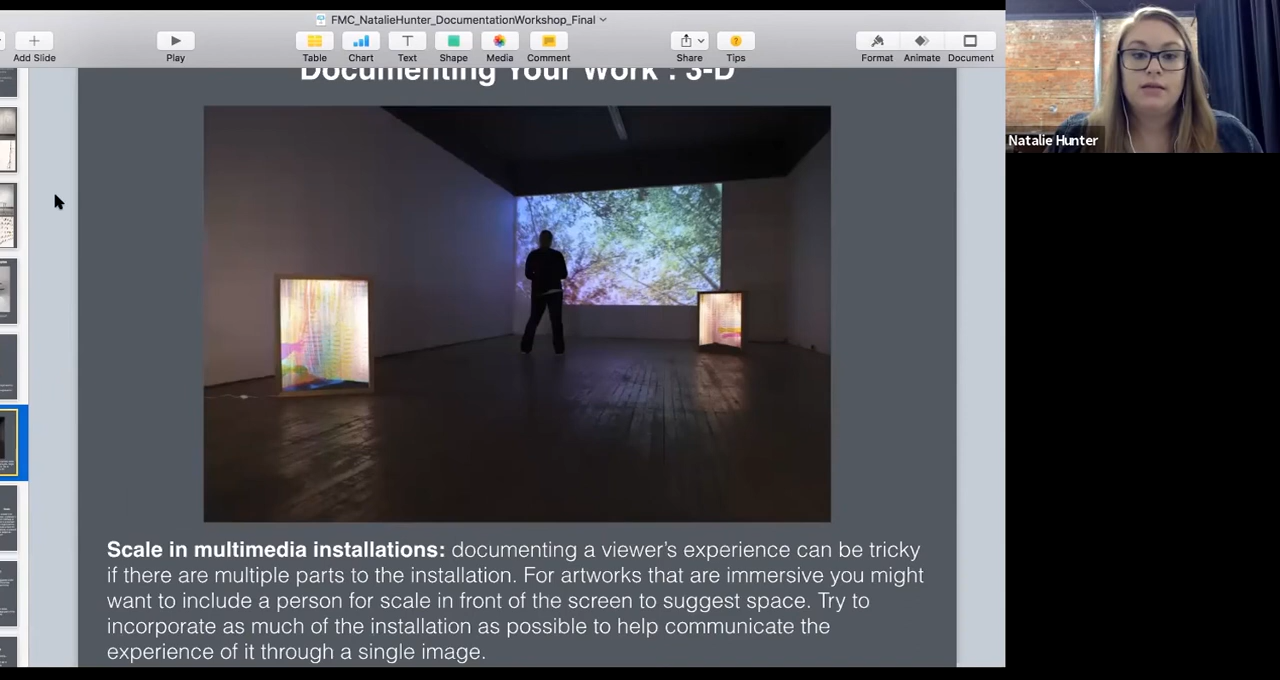 FMC_NatalieHunter_DocumentationWorkshop_Final
Add Slide
Play
Table
Chart
Text
Shape
Media
Comment
Share
Tips
Format
Animate
Document
Documenting Your Work : 3-D
Natalie Hunter
Scale in multimedia installations: documenting a viewer's experience can be tricky
if there are multiple parts to the installation. For artworks that are immersive you might
want to include a person for scale in front of the screen to suggest space. Try to
incorporate as much of the installation as possible to help communicate the
experience of it through a single image.